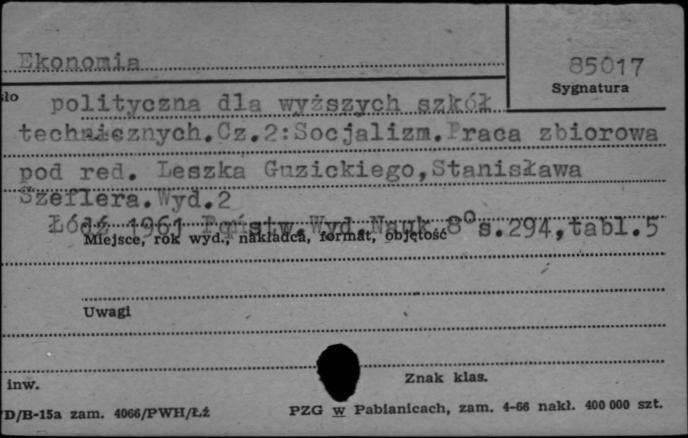 Ekonomia
85017
Sygnatura
ło polityczna dla wyższych szkół
technicznych.Cz.2:Socjalizm.Praca zbiorowa
pod red. Leszka Guzickiego,Stanisława
Szeflera.Wyd.2
Łódź 1961 Państw.Wyd.Nauk 8° s.294,tabl.5
Miejsce, rok wyd., nakładca, format, objętość
Uwagi
inw.
Znak klas.
D/B-15a zam. 4066/PWH/Łż
PZG w Pabianicach, zam. 4-66 nakł. 400 000 szt.